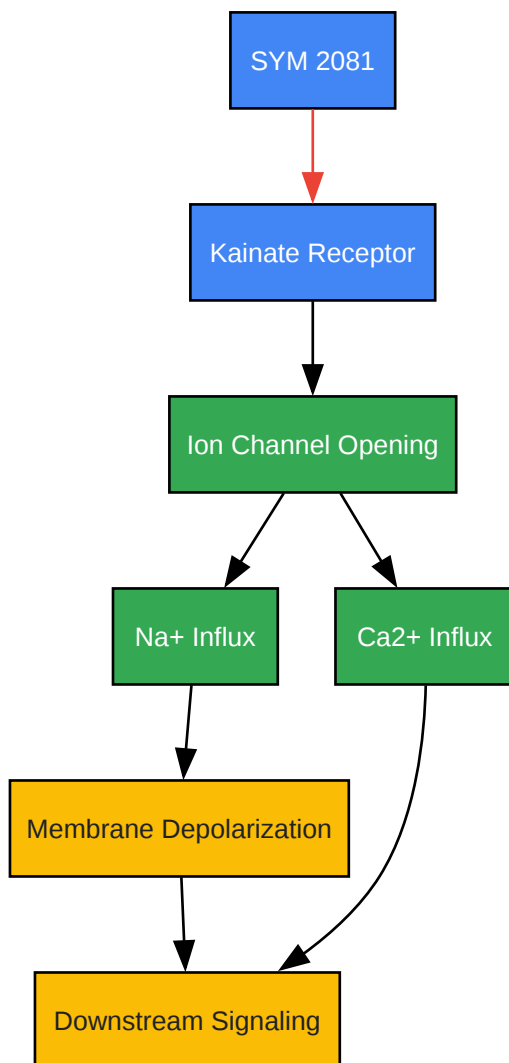 SYM 2081
Kainate Receptor
Ion Channel Opening
Na+ Influx
Ca2+ Influx
Membrane Depolarization
Downstream Signaling